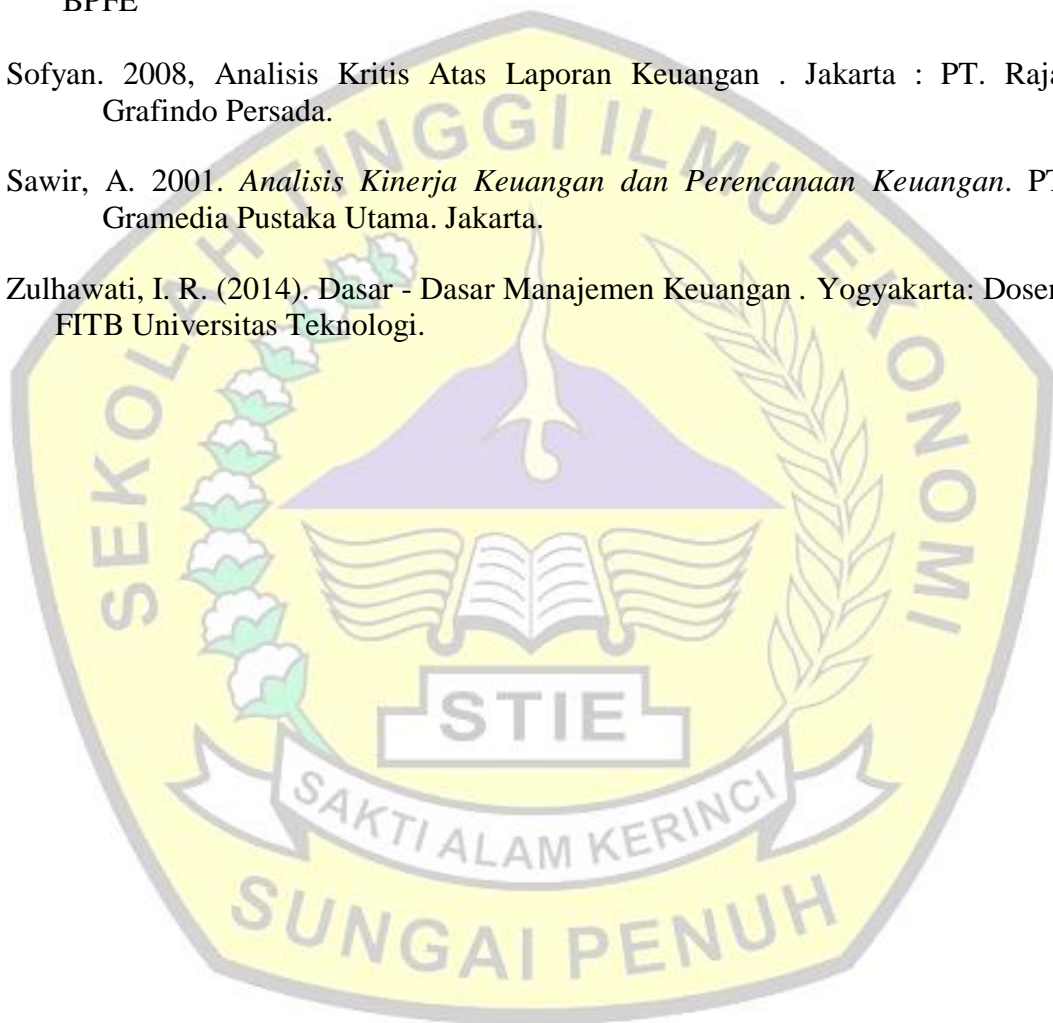 BPFE
Sofyan. 2008, Analisis Kritis Atas Laporan Keuangan . Jakarta : PT. Raja
Grafindo Persada.
Sawir, A. 2001. Analisis Kinerja Keuangan dan Perencanaan Keuangan. PT
Gramedia Pustaka Utama. Jakarta.
Zulhawati, I. R. (2014). Dasar - Dasar Manajemen Keuangan . Yogyakarta: Dosen
FITB Universitas Teknologi.
SEKOLAH TINGGI ILMU EKONOMI
STIE
SAKTI ALAM KERINCI
SUNGAI PENUH